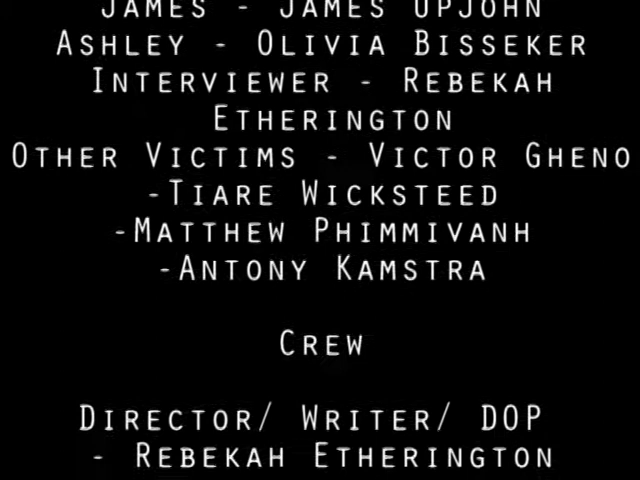 James - James Upjohn
Ashley - Olivia Bisseker
Interviewer - Rebekah
Etherington
Other Victims - Victor Gheno
-Tiare Wicksteed
-Matthew Phimmivanh
-Antony Kamstra
Crew
Director/ Writer/ DOP
- Rebekah Etherington